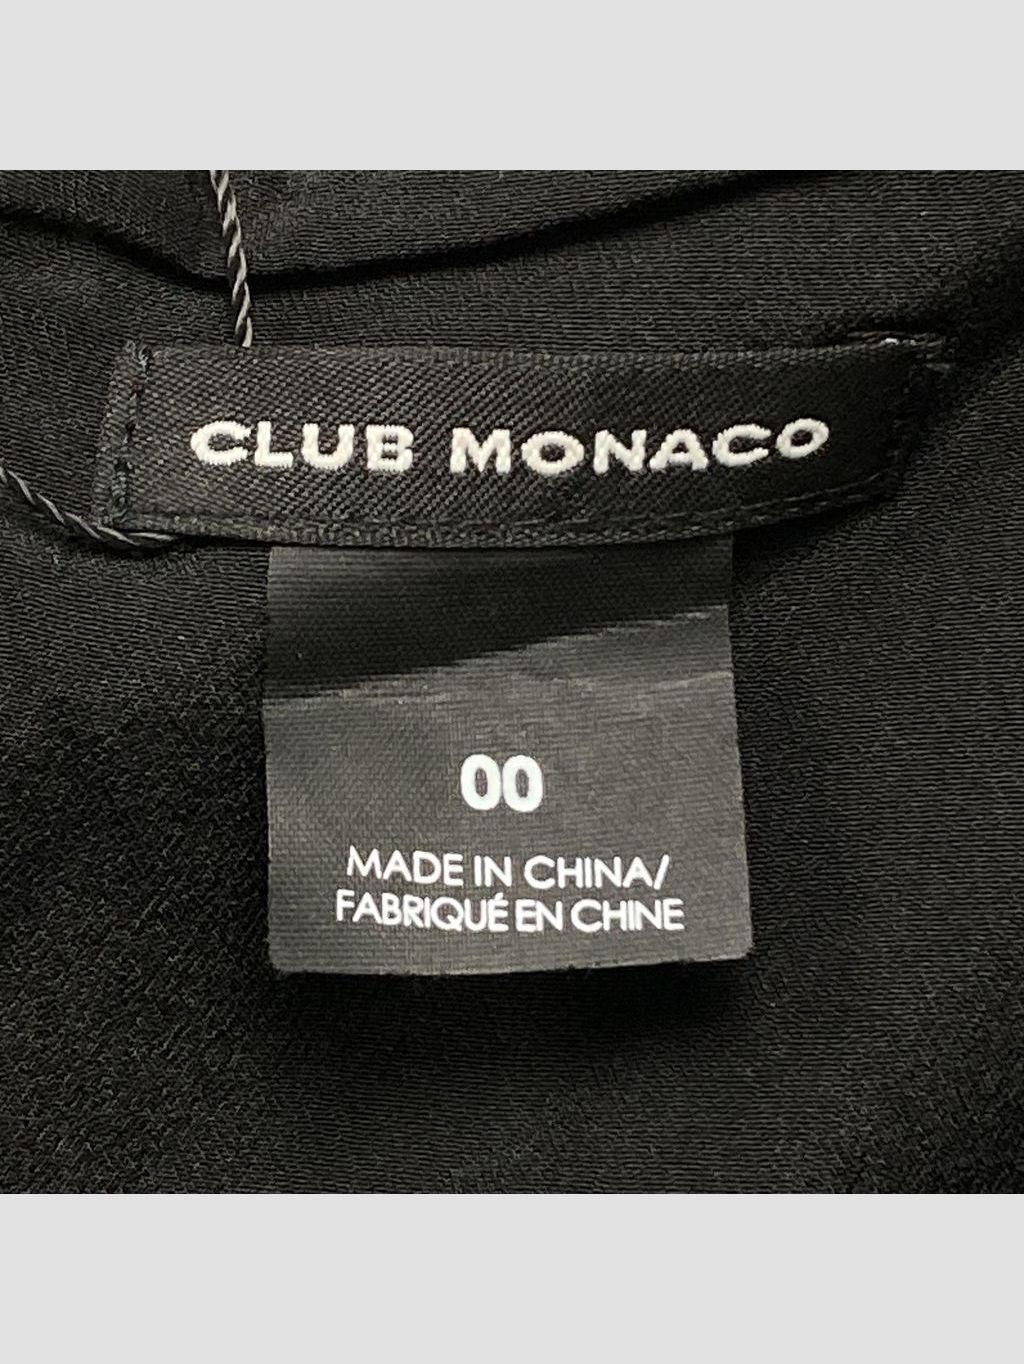 CLUB MONACO
00
MADE IN CHINA/
FABRIQUÉ EN CHINE